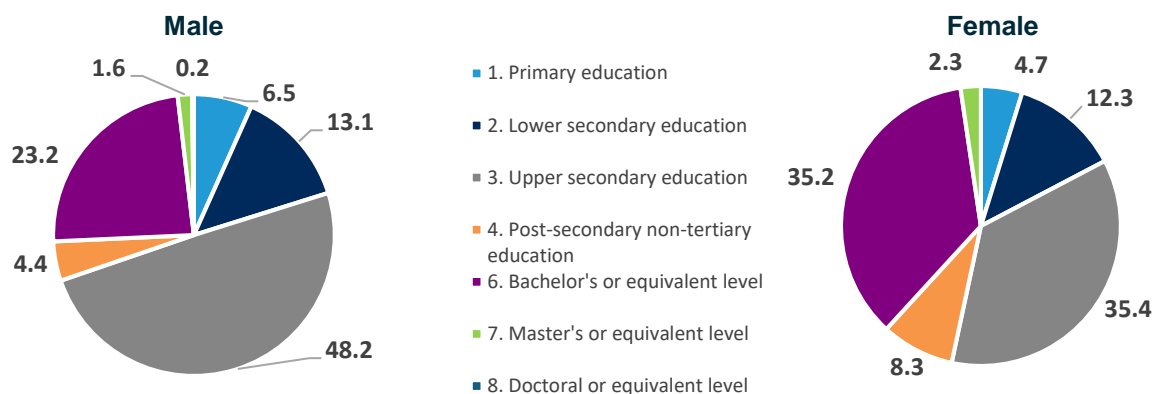 Male
1.6
0.2
6.5
13.1
23.2
4.4
48.2
1. Primary education
2. Lower secondary education
3. Upper secondary education
4. Post-secondary non-tertiary
education
6. Bachelor's or equivalent level
7. Master's or equivalent level
8. Doctoral or equivalent level
Female
2.3
4.7
12.3
35.2
35.4
8.3